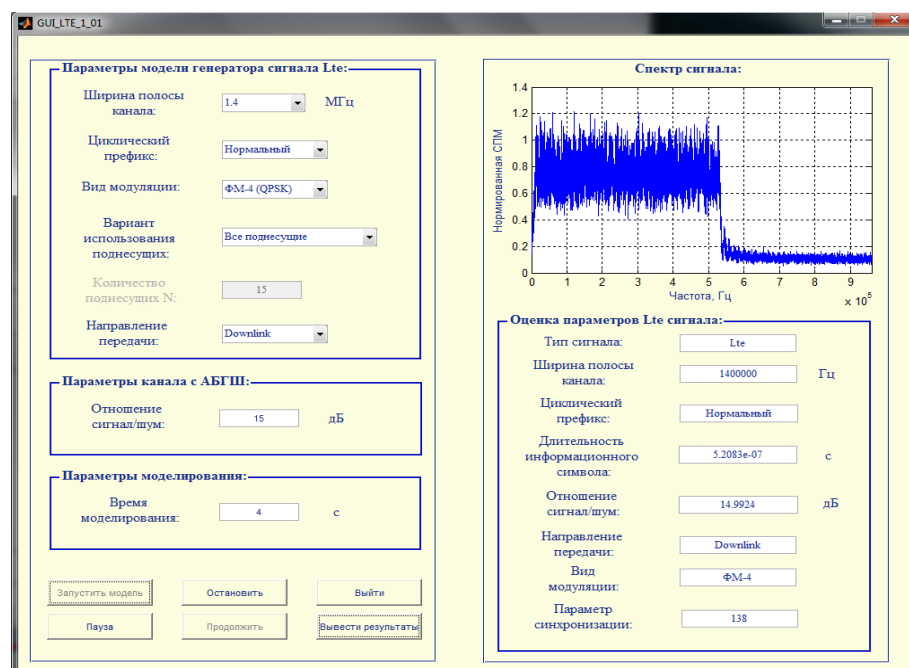 GUI_LTE_1_01
Параметры модели генератора сигнала Lte:
Ширина полосы
канала:
1.4
МГц
Циклический
префикс:
Нормальный
Вид модуляции:
ФМ-4 (QPSK)
Вариант
использования
поднесущих:
Все поднесущие
Количество
поднесущих N:
15
Направление
передачи:
Downlink
Параметры канала с АБГШ:
Отношение
сигнал/шум:
15
дБ
Параметры моделирования:
Время
моделирования:
4
с
Запустить модель
Остановить
Выйти
Пауза
Продолжить
Вывести результаты
Спектр сигнала:
Нормированная СПМ
1.4
1.2
1
0.8
0.6
0.4
0.2
0
0 1 2 3 4 5 6 7 8 9
Частота, Гц
x 10^5
Оценка параметров Lte сигнала:
Тип сигнала:
Lte
Ширина полосы
канала:
1400000
Гц
Циклический
префикс:
Нормальный
Длительность
информационного
символа:
5.2083e-07
с
Отношение
сигнал/шум:
14.9924
дБ
Направление
передачи:
Downlink
Вид
модуляции:
ФМ-4
Параметр
синхронизации:
138